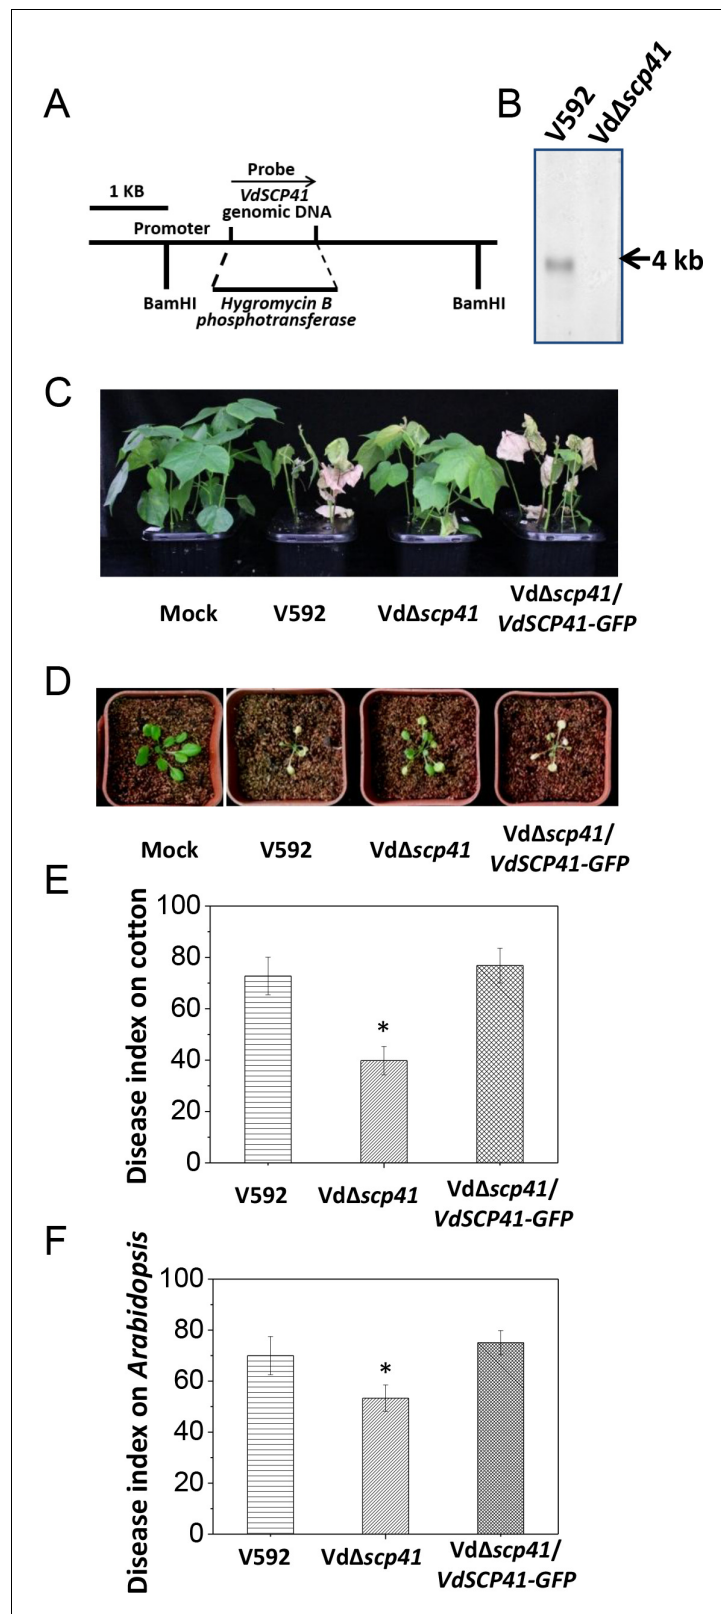 A
1 KB
Probe
VdSCP41
genomic DNA
Promoter
BamHI
Hygromycin B
phosphotransferase
BamHI
B
V592
VdΔscp41
4 kb
C
Mock
V592
VdΔscp41
VdΔscp41/
VdSCP41-GFP
D
Mock
V592
VdΔscp41
VdΔscp41/
VdSCP41-GFP
E
Disease index on cotton
100
80
60
40
20
0
*
V592
VdΔscp41
VdΔscp41/
VdSCP41-GFP
F
Disease index on Arabidopsis
100
80
60
40
20
0
*
V592
VdΔscp41
VdΔscp41/
VdSCP41-GFP